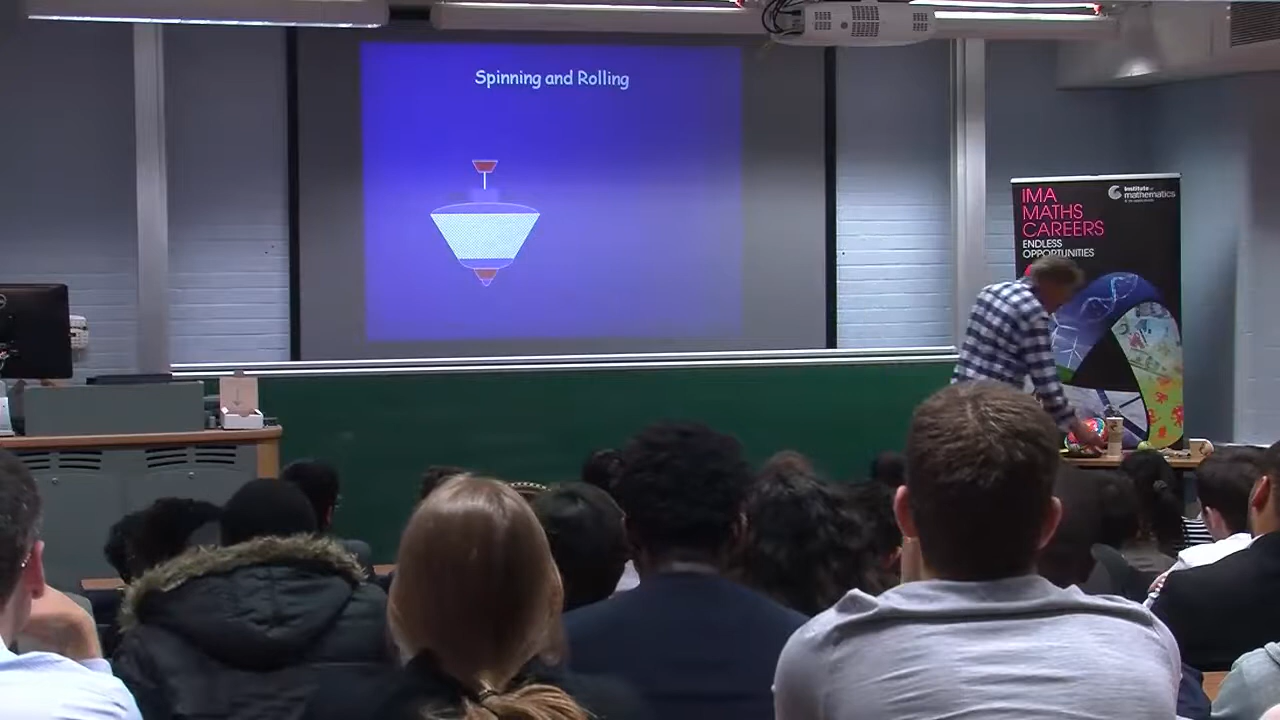 Spinning and Rolling
IMA
MATHS
CAREERS
ENDLESS
OPPORTUNITIES
Institute of
mathematics